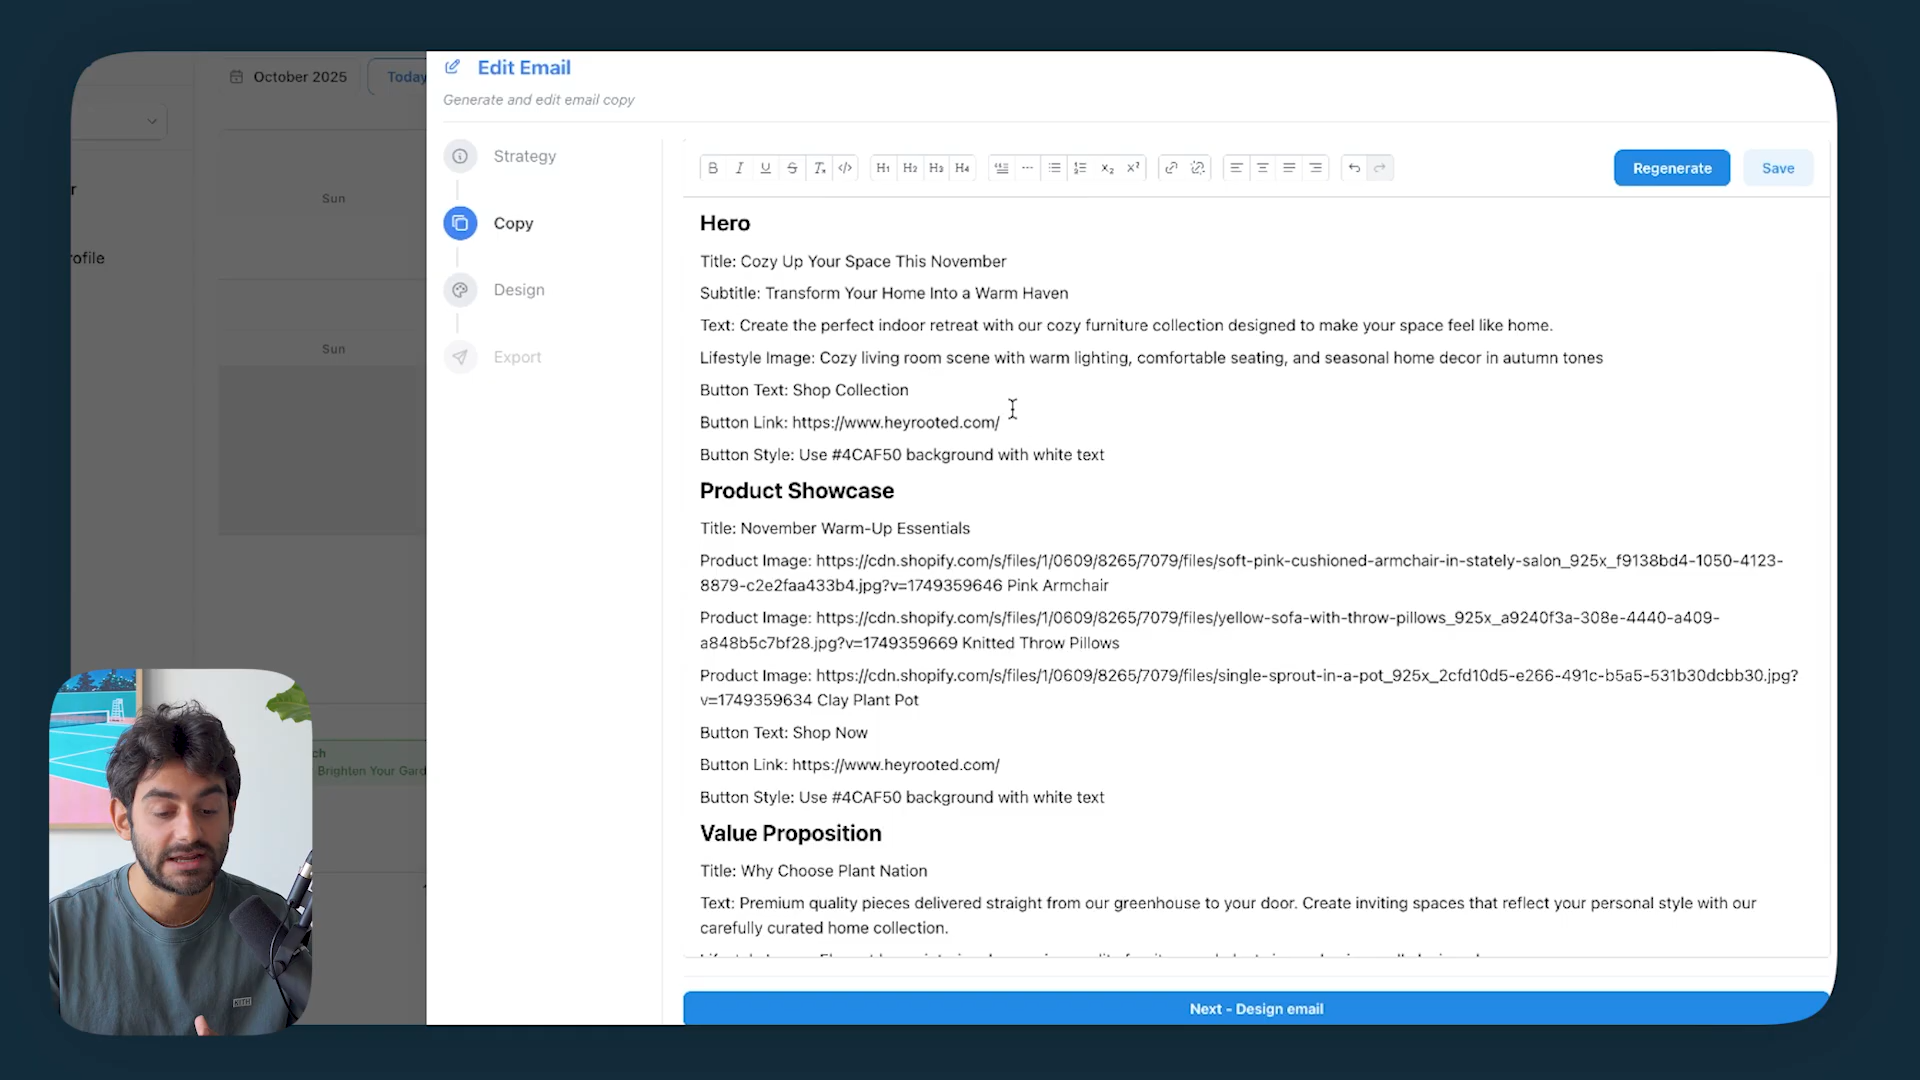 October 2025
Today
r
Sun
ofile
Sun
ch
Brighten Your Gard
Edit Email
Generate and edit email copy
Strategy
Copy
Design
Export
Regenerate
Save
Hero
Title: Cozy Up Your Space This November
Subtitle: Transform Your Home Into a Warm Haven
Text: Create the perfect indoor retreat with our cozy furniture collection designed to make your space feel like home.
Lifestyle Image: Cozy living room scene with warm lighting, comfortable seating, and seasonal home decor in autumn tones
Button Text: Shop Collection
Button Link: https://www.heyrooted.com/
Button Style: Use #4CAF50 background with white text
Product Showcase
Title: November Warm-Up Essentials
Product Image: https://cdn.shopify.com/s/files/1/0609/8265/7079/files/soft-pink-cushioned-armchair-in-stately-salon_925x_f9138bd4-1050-4123-
8879-c2e2faa433b4.jpg?v=1749359646 Pink Armchair
Product Image: https://cdn.shopify.com/s/files/1/0609/8265/7079/files/yellow-sofa-with-throw-pillows_925x_a9240f3a-308e-4440-a409-
a848b5c7bf28.jpg?v=1749359669 Knitted Throw Pillows
Product Image: https://cdn.shopify.com/s/files/1/0609/8265/7079/files/single-sprout-in-a-pot_925x_2cfd10d5-e266-491c-b5a5-531b30dcbb30.jpg?
v=1749359634 Clay Plant Pot
Button Text: Shop Now
Button Link: https://www.heyrooted.com/
Button Style: Use #4CAF50 background with white text
Value Proposition
Title: Why Choose Plant Nation
Text: Premium quality pieces delivered straight from our greenhouse to your door. Create inviting spaces that reflect your personal style with our
carefully curated home collection.
Next - Design email
KITH